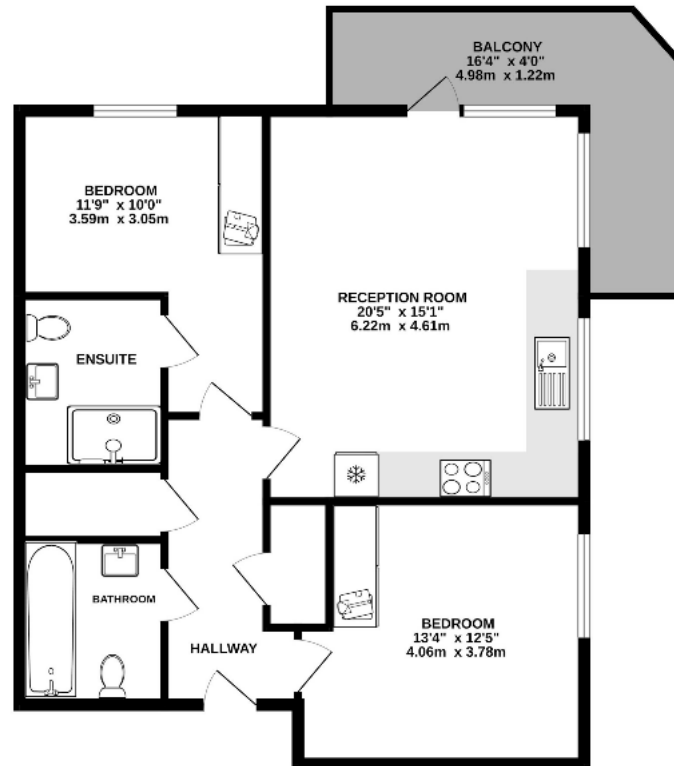 BALCONY
16'4" x 4'0"
4.98m x 1.22m
BEDROOM
11'9" x 10'0"
3.59m x 3.05m
RECEPTION ROOM
20'5" x 15'1"
6.22m x 4.61m
ENSUITE
BATHROOM
HALLWAY
BEDROOM
13'4" x 12'5"
4.06m x 3.78m